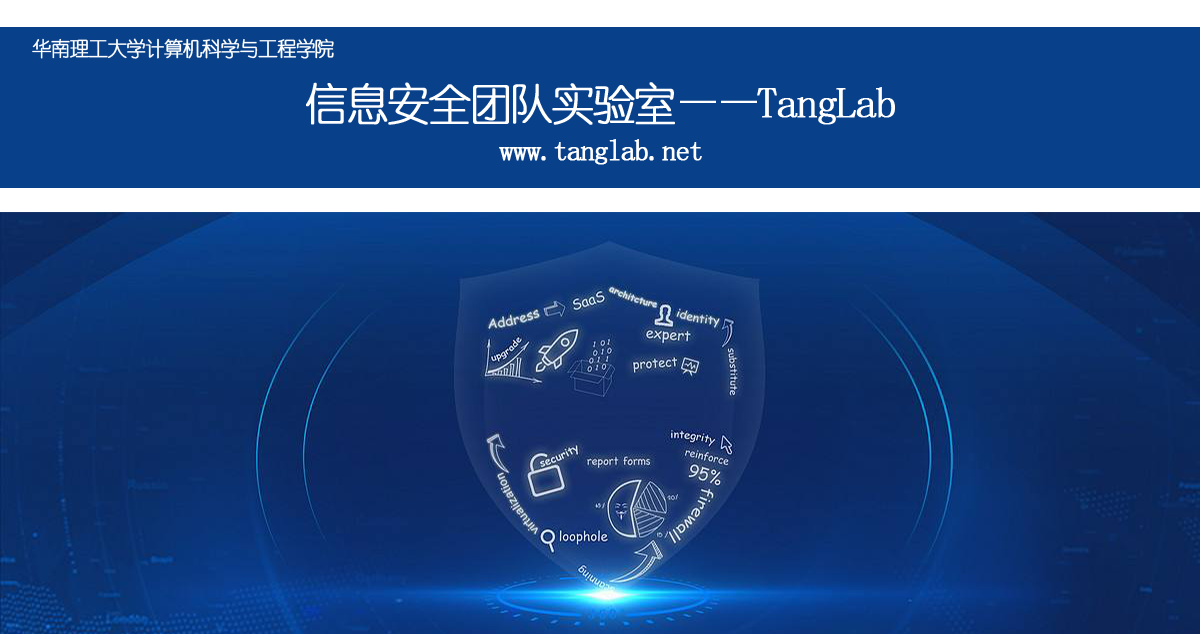 华南理工大学计算机科学与工程学院
信息安全团队实验室——TangLab
www.tanglab.net
Address
SaaS
architcture
identity
expert
upgrade
1 0 1
0 1 0
0 1 1
0 1 0
protect
substitute
integrity
security
report forms
reinforce
95%
virtualization
firewall
loophole
scanning